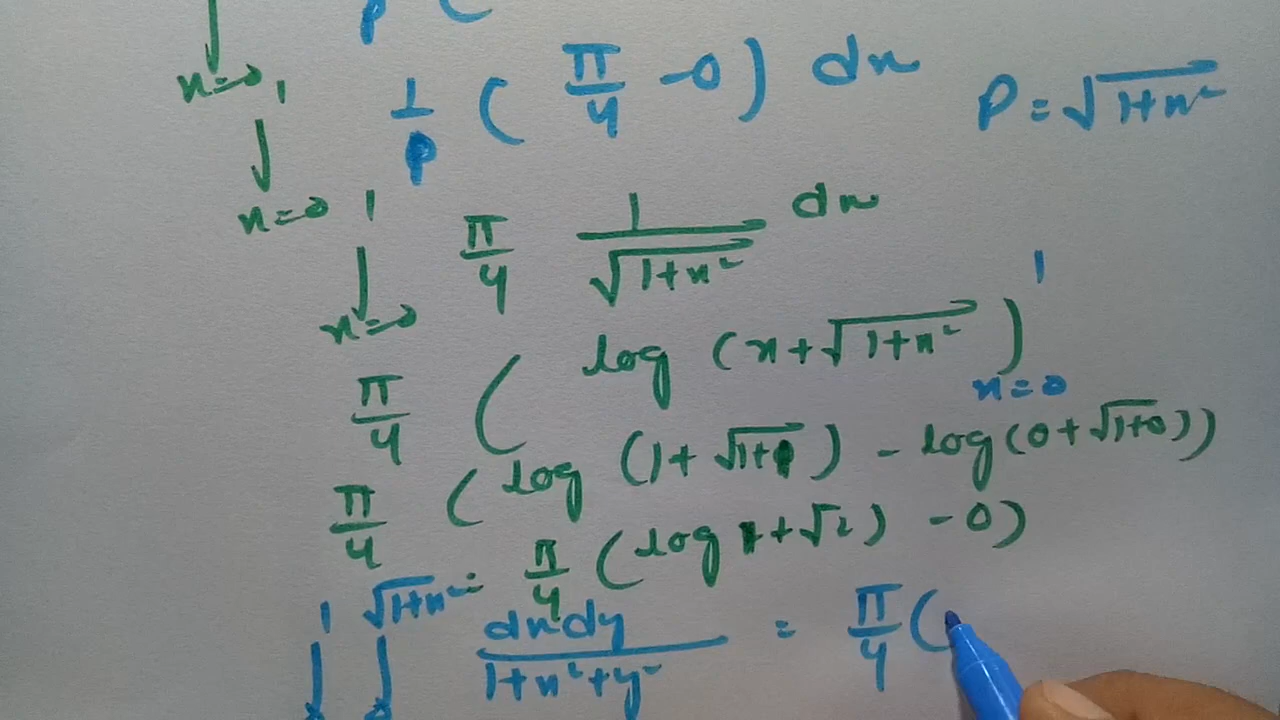 x=0 P (
∫ x=0 1 1/P ( π/4 - 0 ) dx P = √1+x²
∫ x=0 1 π/4 1/√1+x² dx
π/4 ( log (x+√1+x² ) 1 x=0
π/4 ( log (1+√1+1) - log(0+√1+0))
= π/4 (log 1+√2) - 0)
∫ 0 1 ∫ 0 √1+x² dxdy/1+x²+y² = π/4 (